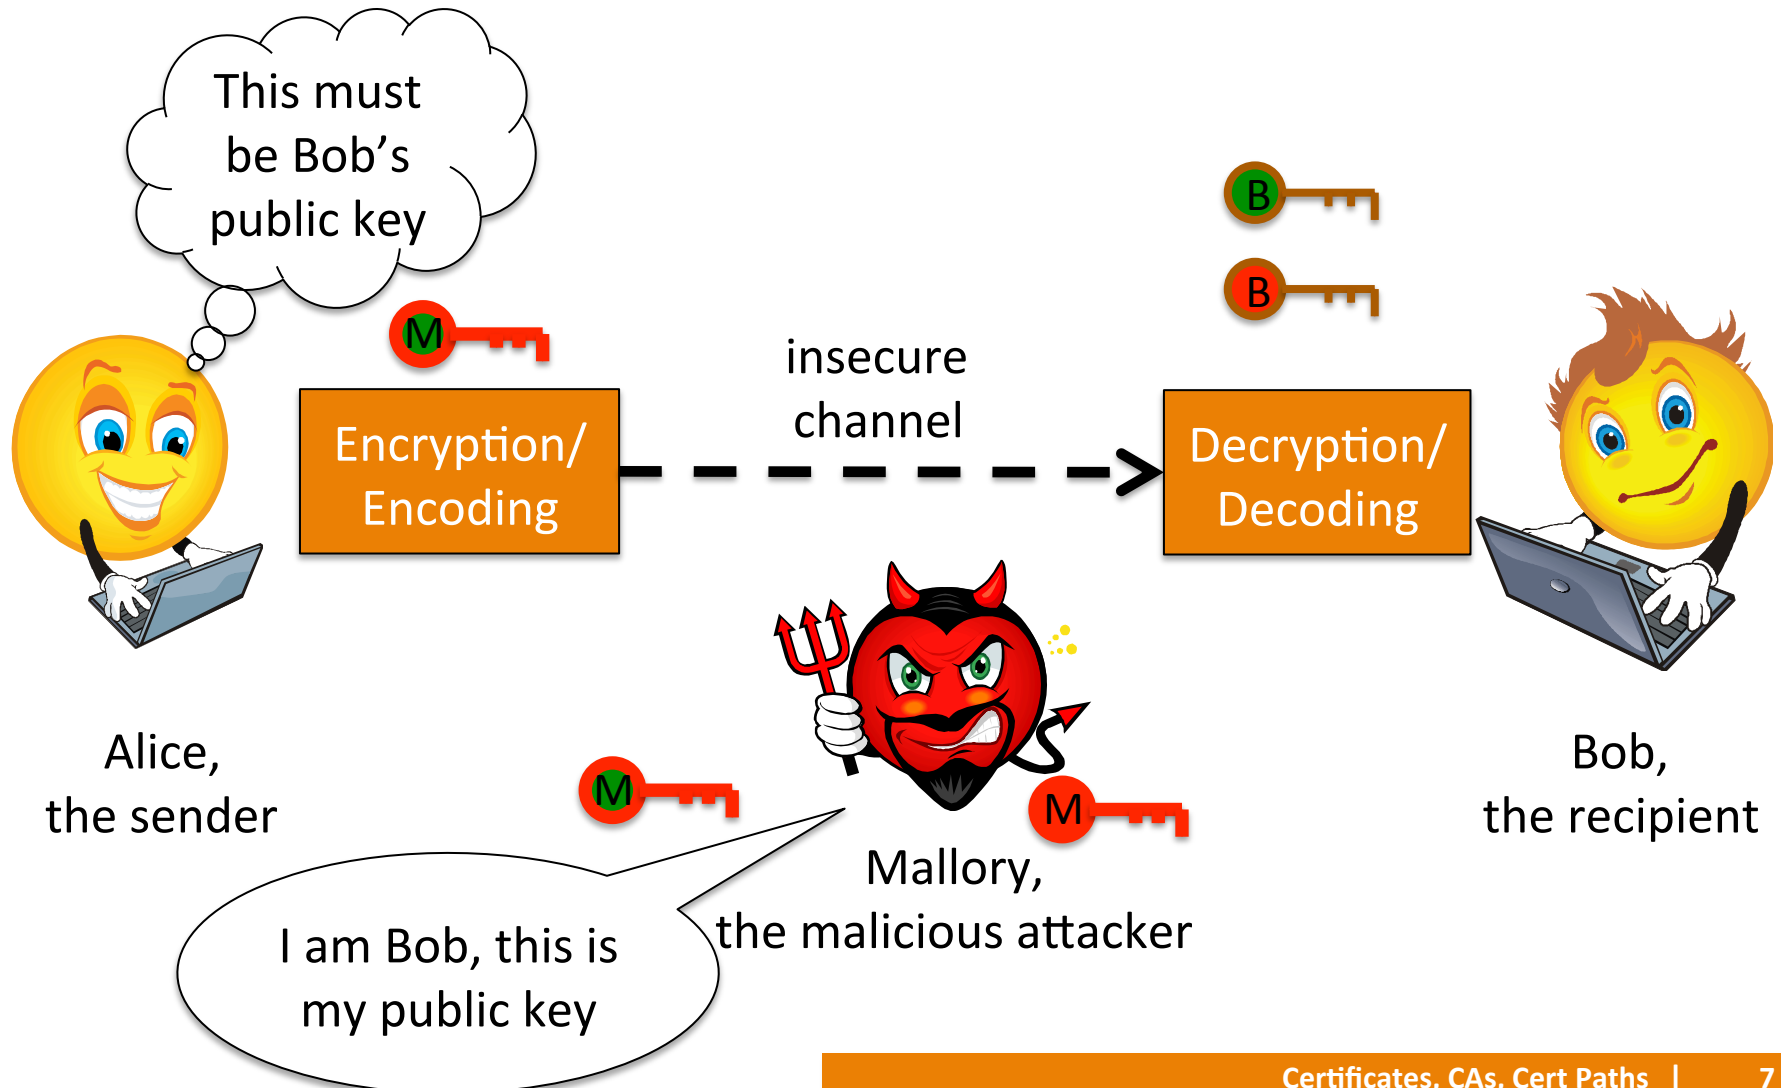 This must
be Bob’s
public key
B
B
M
insecure
channel
Encryption/
Encoding
Decryption/
Decoding
Alice,
the sender
M
M
Bob,
the recipient
Mallory,
the malicious attacker
I am Bob, this is
my public key
Certificates, CAs, Cert Paths | 7